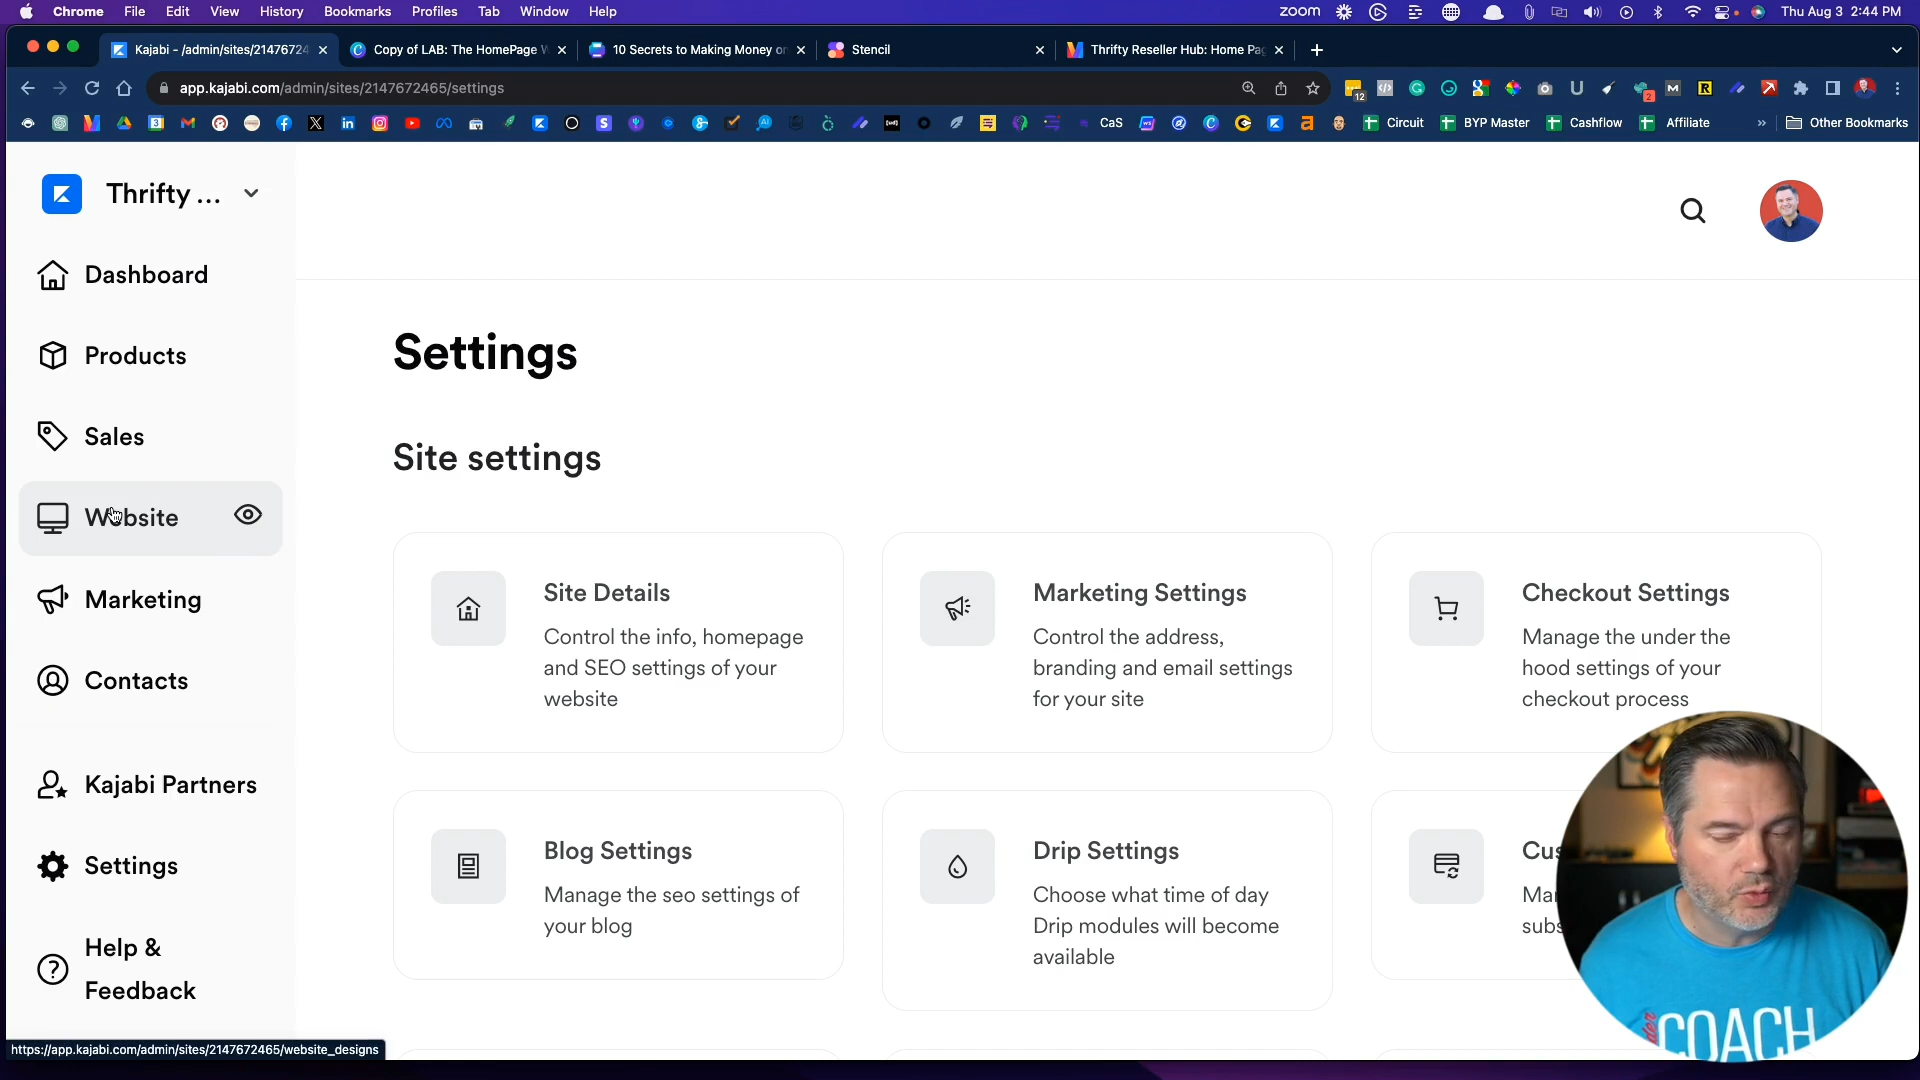 Chrome File Edit View History Bookmarks Profiles Tab Window Help zoom Thu Aug 3 2:44 PM
Kajabi - /admin/sites/2147672 Copy of LAB: The HomePage 10 Secrets to Making Money Stencil Thrifty Reseller Hub: Home
app.kajabi.com/admin/sites/2147672465/settings
12
2
CaS Circuit BYP Master Cashflow Affiliate Other Bookmarks
Thrifty ...
Dashboard
Products
Sales
Website
Marketing
Contacts
Kajabi Partners
Settings
Help &
Feedback
Settings
Site settings
Site Details
Control the info, homepage
and SEO settings of your
website
Marketing Settings
Control the address,
branding and email settings
for your site
Checkout Settings
Manage the under the
hood settings of your
checkout process
Blog Settings
Manage the seo settings of
your blog
Drip Settings
Choose what time of day
Drip modules will become
available
COACH
https://app.kajabi.com/admin/sites/2147672465/website_designs